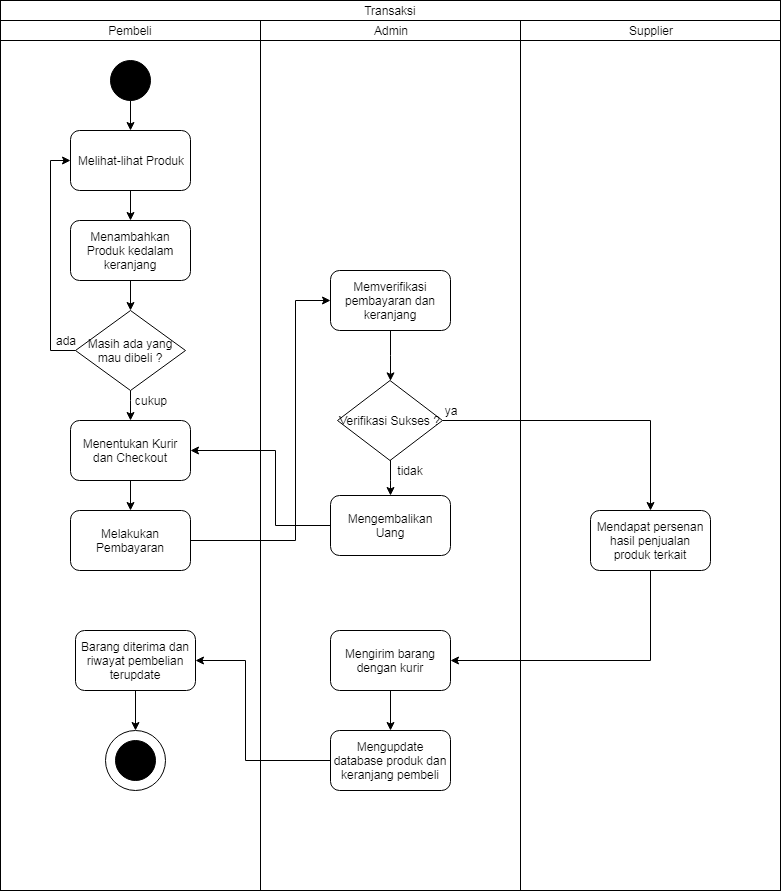 Transaksi
Pembeli
Admin
Supplier
Melihat-lihat Produk
Menambahkan
Produk kedalam
keranjang
ada
Masih ada yang
mau dibeli ?
cukup
Menentukan Kurir
dan Checkout
Melakukan
Pembayaran
Memverifikasi
pembayaran dan
keranjang
Verifikasi Sukses ?
ya
tidak
Mengembalikan
Uang
Mendapat persenan
hasil penjualan
produk terkait
Mengirim barang
dengan kurir
Mengupdate
database produk dan
keranjang pembeli
Barang diterima dan
riwayat pembelian
terupdate